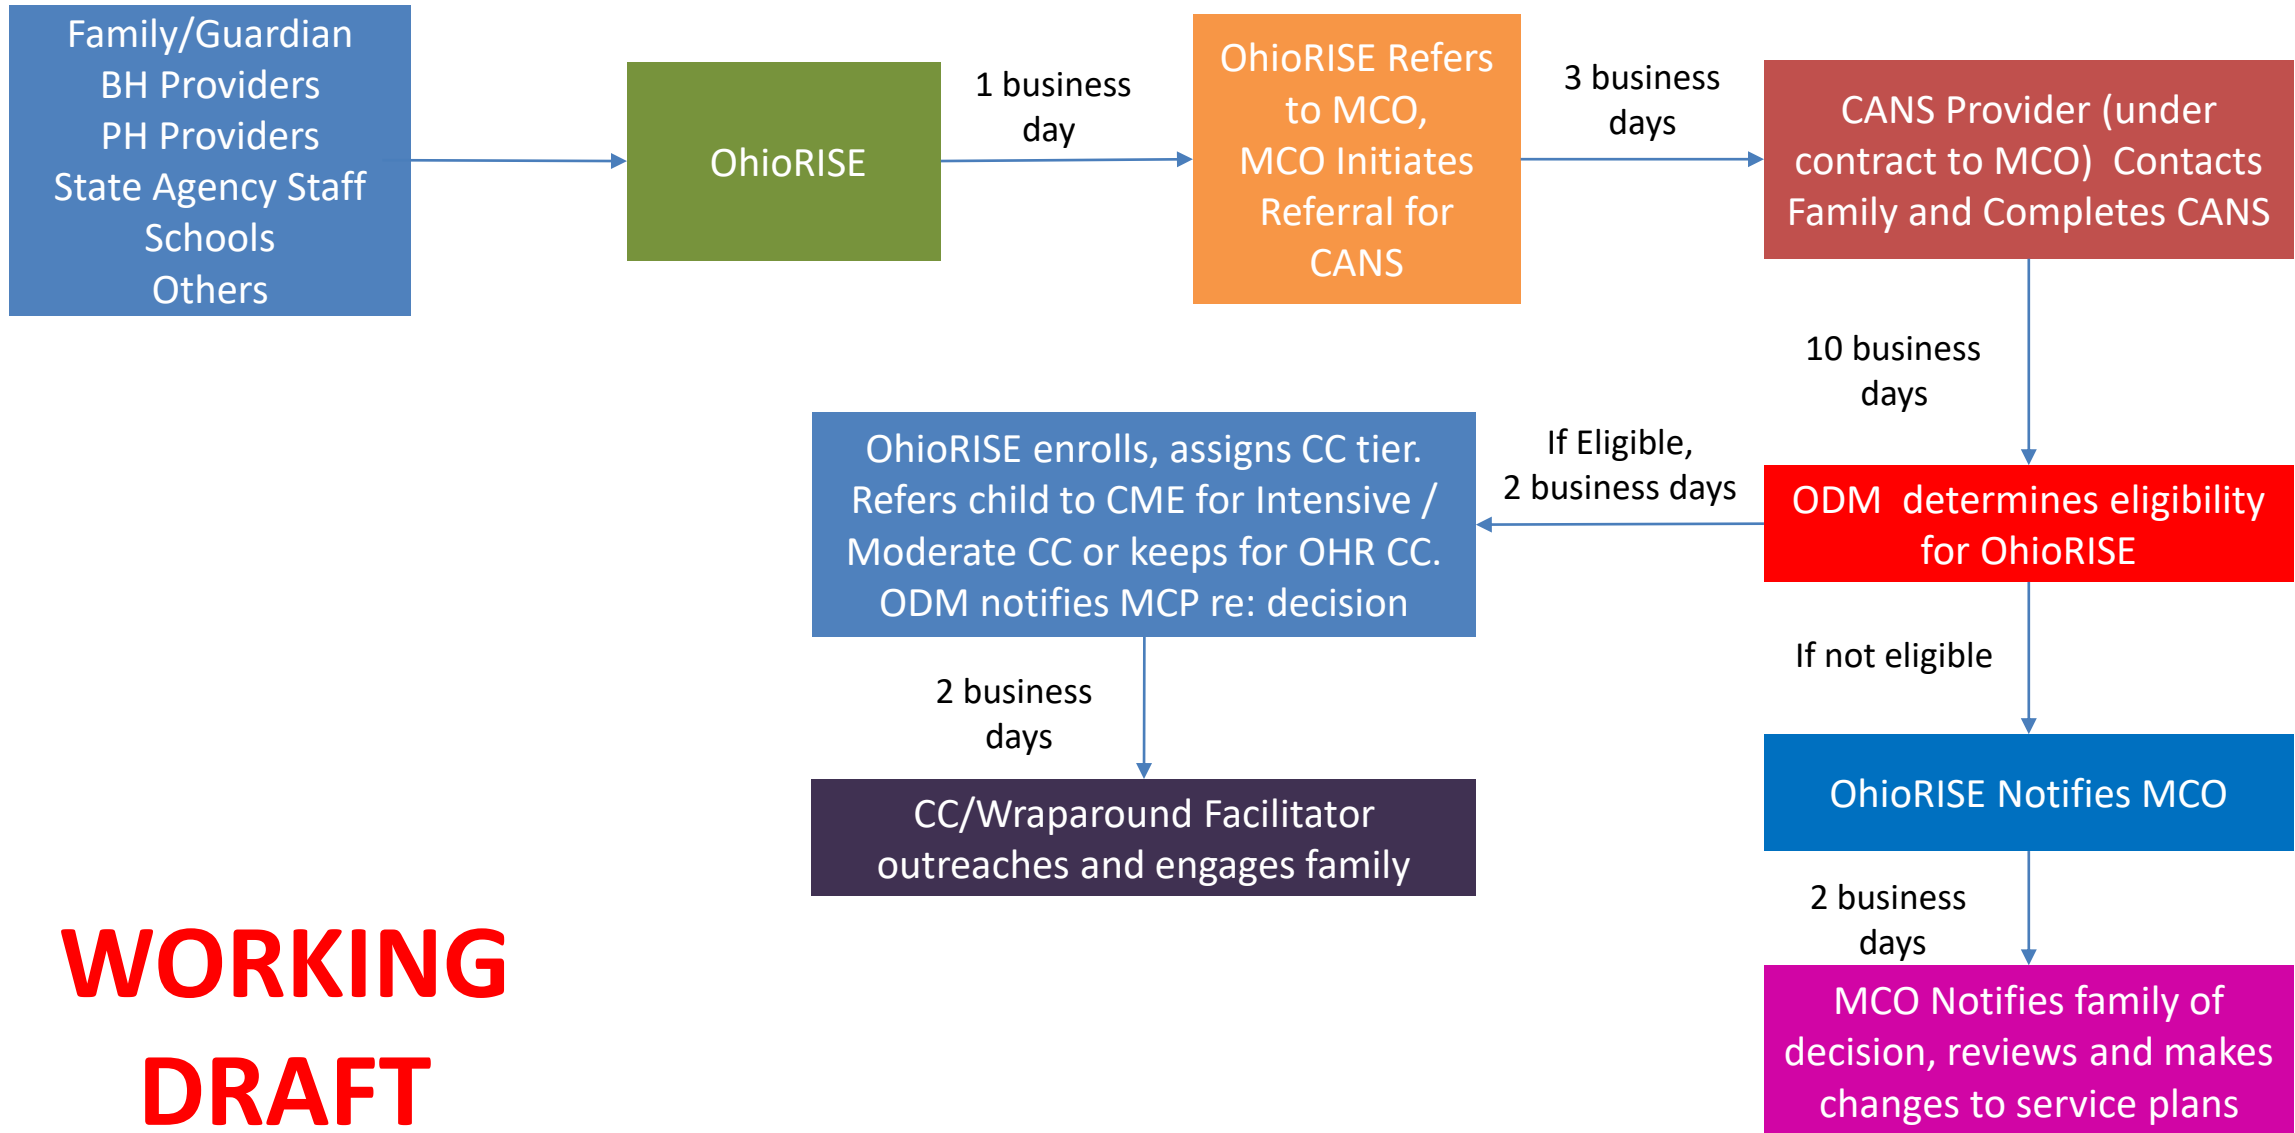 Family/Guardian
BH Providers
PH Providers
State Agency Staff
Schools
Others
OhioRISE
1 business
day
OhioRISE Refers
to MCO,
MCO Initiates
Referral for
CANS
3 business
days
CANS Provider (under
contract to MCO)  Contacts
Family and Completes CANS
10 business
days
ODM  determines eligibility
for OhioRISE
If Eligible,
2 business days
OhioRISE enrolls, assigns CC tier.
Refers child to CME for Intensive /
Moderate CC or keeps for OHR CC.
ODM notifies MCP re: decision
2 business
days
CC/Wraparound Facilitator
outreaches and engages family
If not eligible
OhioRISE Notifies MCO
2 business
days
MCO Notifies family of
decision, reviews and makes
changes to service plans
WORKING
DRAFT